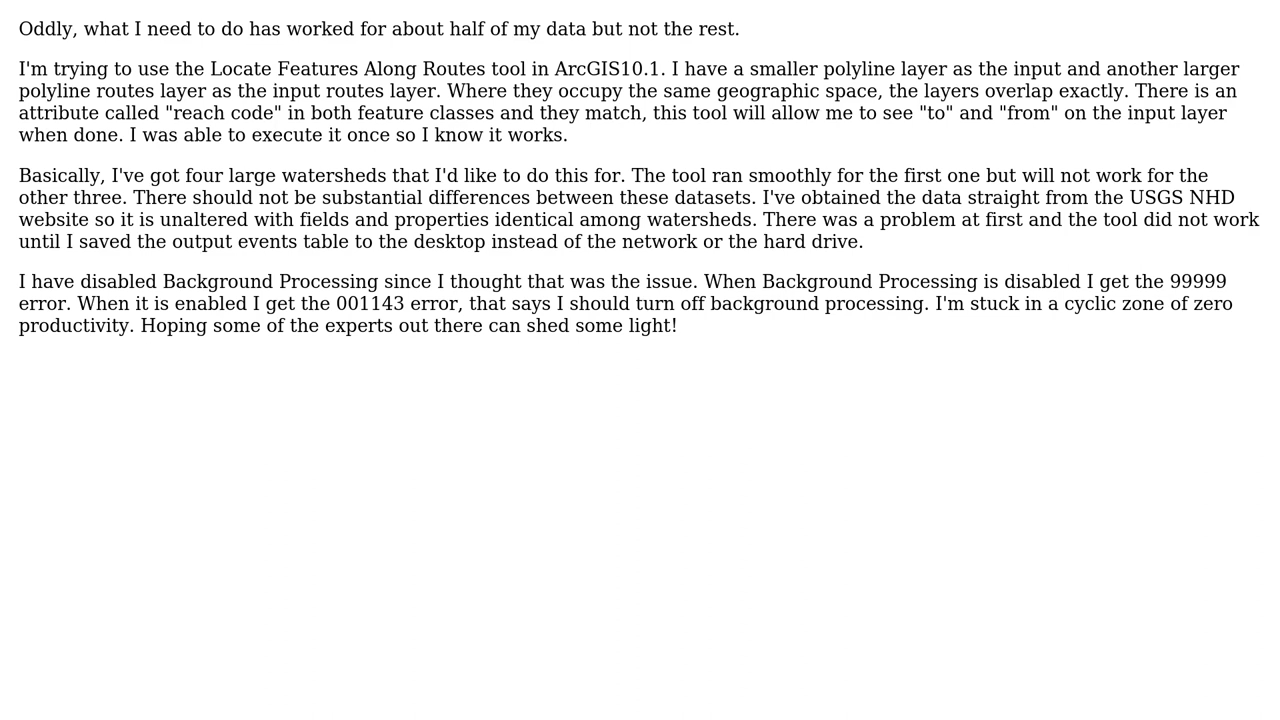 Oddly, what I need to do has worked for about half of my data but not the rest.
I'm trying to use the Locate Features Along Routes tool in ArcGIS10.1. I have a smaller polyline layer as the input and another larger
polyline routes layer as the input routes layer. Where they occupy the same geographic space, the layers overlap exactly. There is an
attribute called "reach code" in both feature classes and they match, this tool will allow me to see "to" and "from" on the input layer
when done. I was able to execute it once so I know it works.
Basically, I've got four large watersheds that I'd like to do this for. The tool ran smoothly for the first one but will not work for the
other three. There should not be substantial differences between these datasets. I've obtained the data straight from the USGS NHD
website so it is unaltered with fields and properties identical among watersheds. There was a problem at first and the tool did not work
until I saved the output events table to the desktop instead of the network or the hard drive.
I have disabled Background Processing since I thought that was the issue. When Background Processing is disabled I get the 99999
error. When it is enabled I get the 001143 error, that says I should turn off background processing. I'm stuck in a cyclic zone of zero
productivity. Hoping some of the experts out there can shed some light!